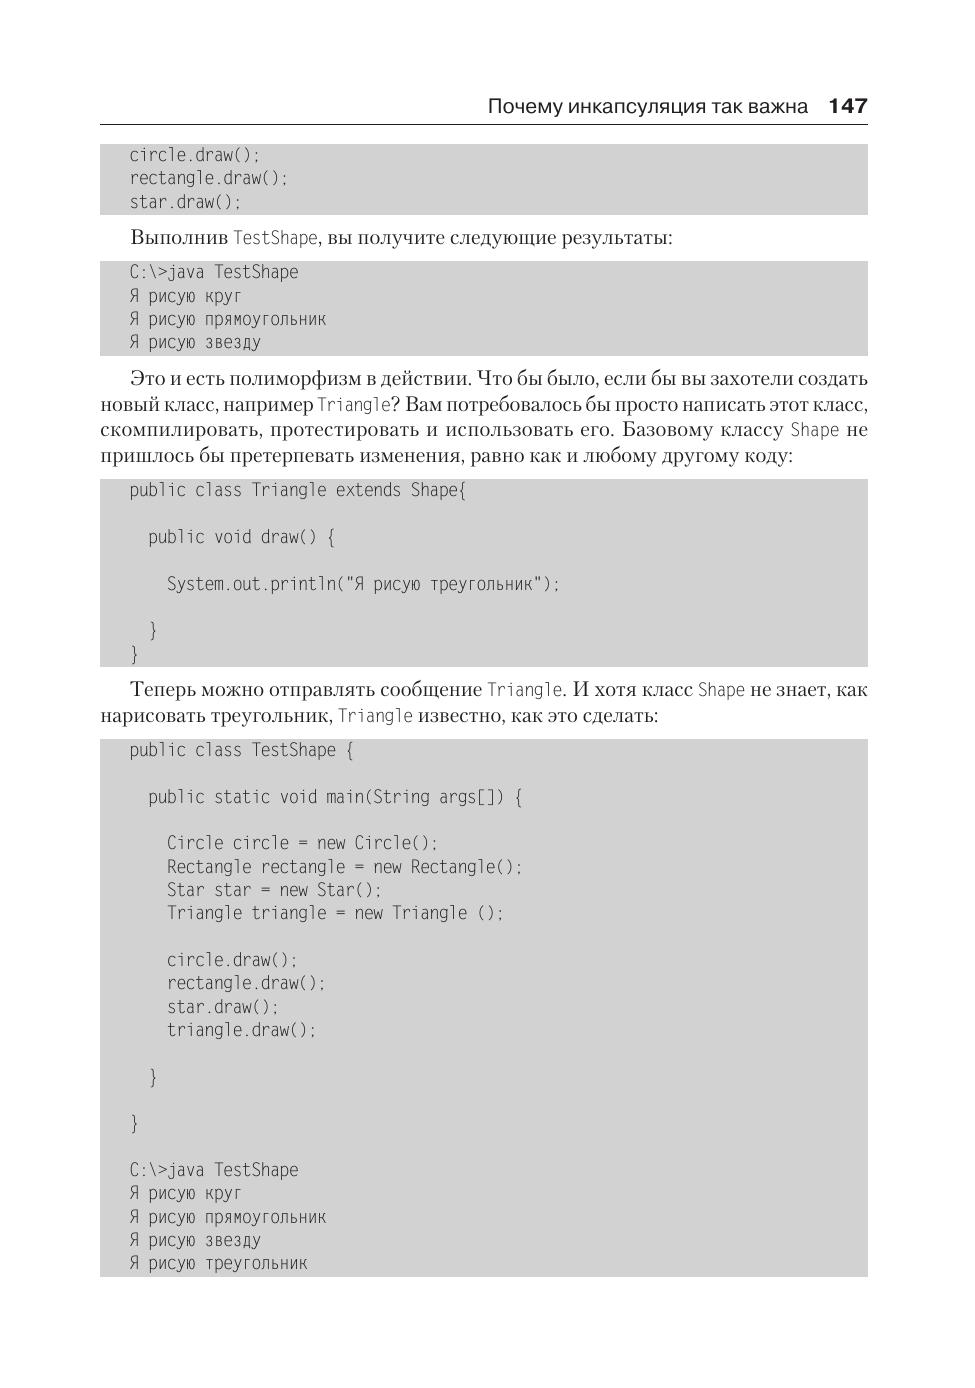 Почему инкапсуляция так важна 147
circle.draw();
rectangle.draw();
star.draw();
Выполнив TestShape, вы получите следующие результаты:
C:\>java TestShape
Я рисую круг
Я рисую прямоугольник
Я рисую звезду
Это и есть полиморфизм в действии. Что бы было, если бы вы захотели создать
новый класс, например Triangle? Вам потребовалось бы просто написать этот класс,
скомпилировать, протестировать и использовать его. Базовому классу Shape не
пришлось бы претерпевать изменения, равно как и любому другому коду:
public class Triangle extends Shape{
public void draw() {
System.out.println("Я рисую треугольник");
}
}
Теперь можно отправлять сообщение Triangle. И хотя класс Shape не знает, как
нарисовать треугольник, Triangle известно, как это сделать:
public class TestShape {
public static void main(String args[]) {
Circle circle = new Circle();
Rectangle rectangle = new Rectangle();
Star star = new Star();
Triangle triangle = new Triangle ();
circle.draw();
rectangle.draw();
star.draw();
triangle.draw();
}
}
C:\>java TestShape
Я рисую круг
Я рисую прямоугольник
Я рисую звезду
Я рисую треугольник